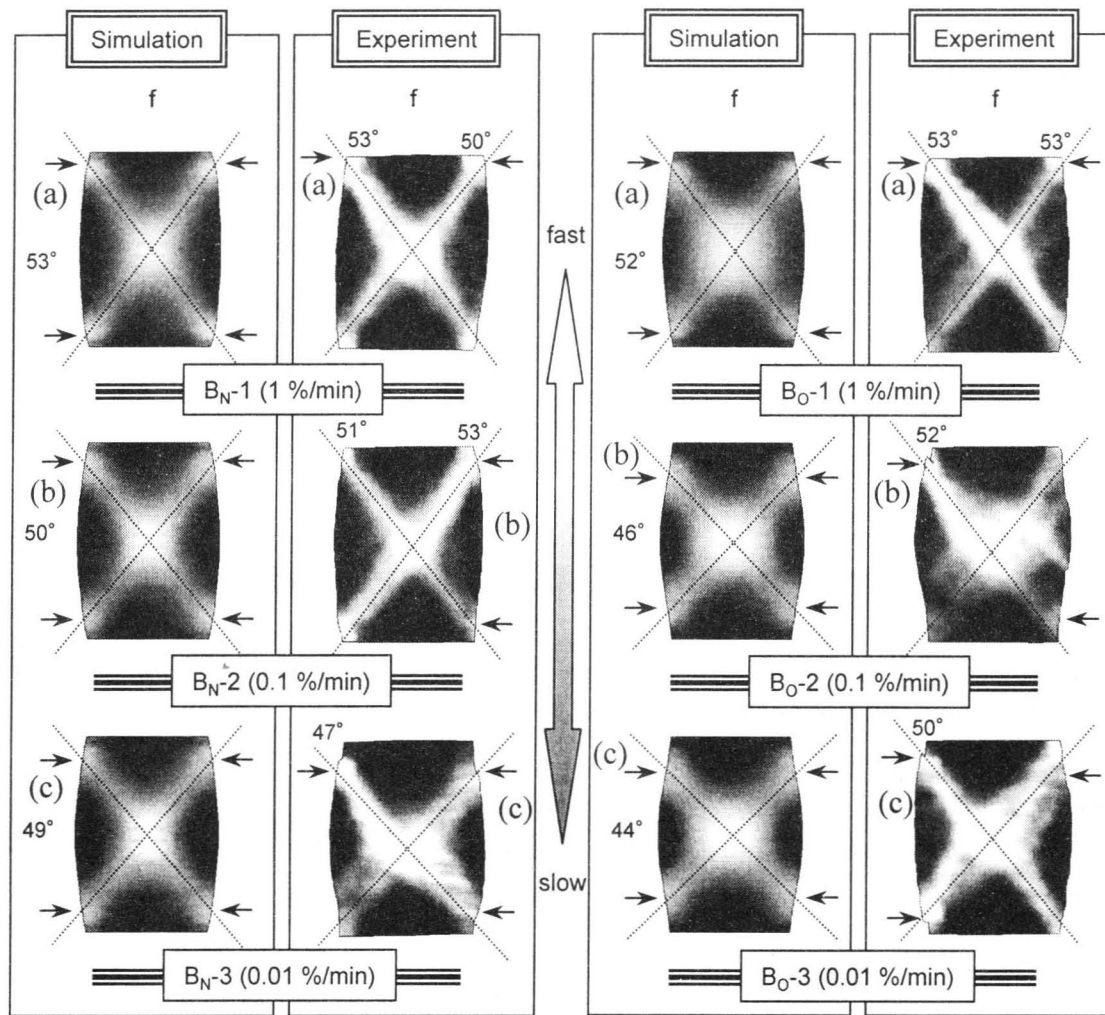 Simulation
Experiment
Simulation
Experiment
f
f
f
f
53°
50°
53°
53°
(a)
(a)
(a)
(a)
53°
fast
52°
B_N-1 (1 %/min)
B_O-1 (1 %/min)
51°
53°
52°
(b)
(b)
(b)
(b)
50°
46°
B_N-2 (0.1 %/min)
B_O-2 (0.1 %/min)
47°
50°
(c)
(c)
(c)
(c)
49°
44°
slow
B_N-3 (0.01 %/min)
B_O-3 (0.01 %/min)